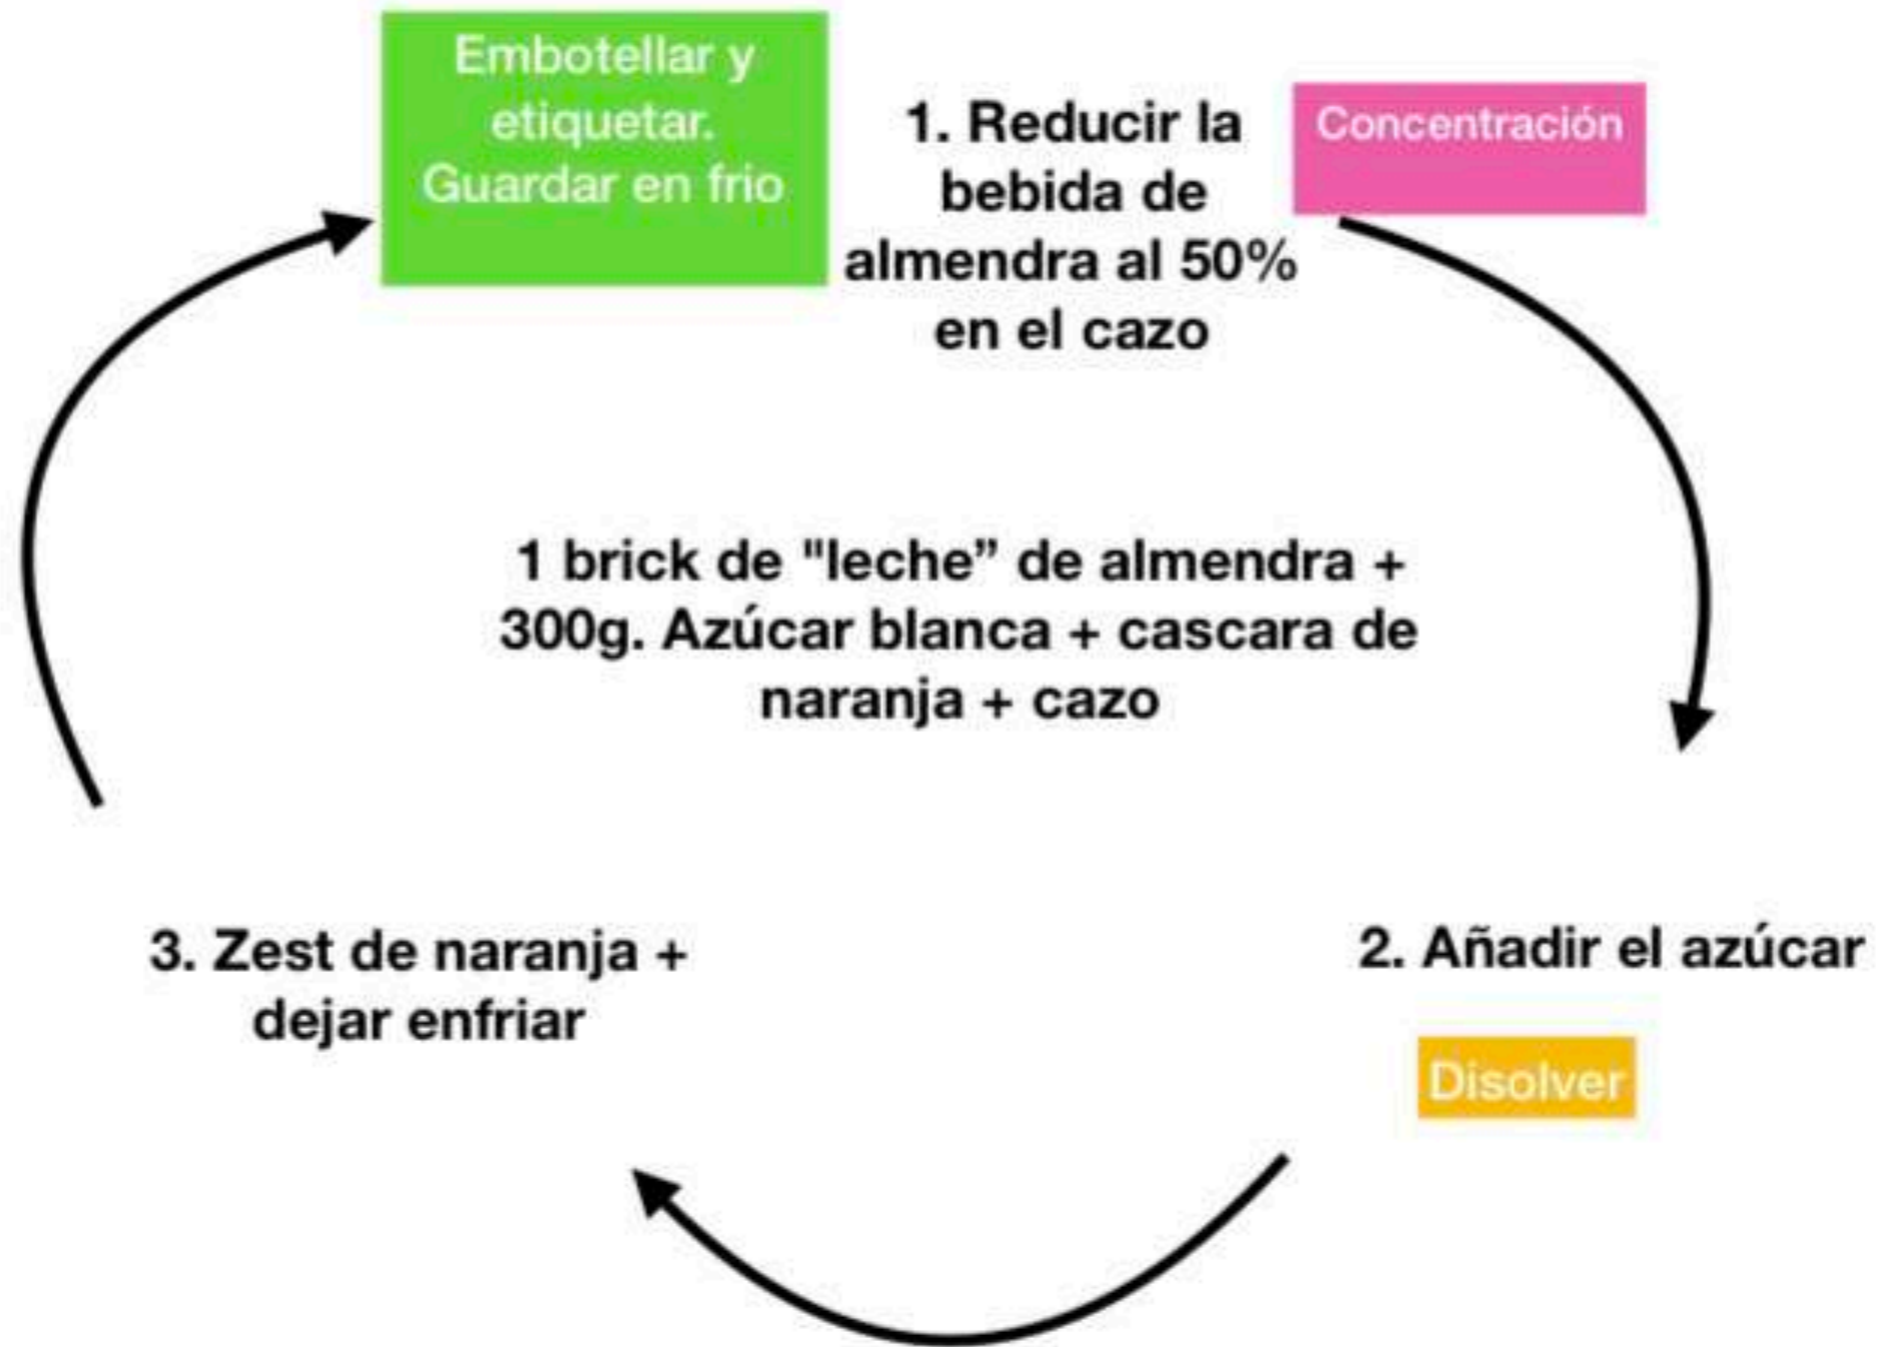 Embotellar y
etiquetar.
Guardar en frio
1. Reducir la
bebida de
almendra al 50%
en el cazo
Concentración
1 brick de "leche” de almendra +
300g. Azúcar blanca + cascara de
naranja + cazo
3. Zest de naranja +
dejar enfriar
2. Añadir el azúcar
Disolver